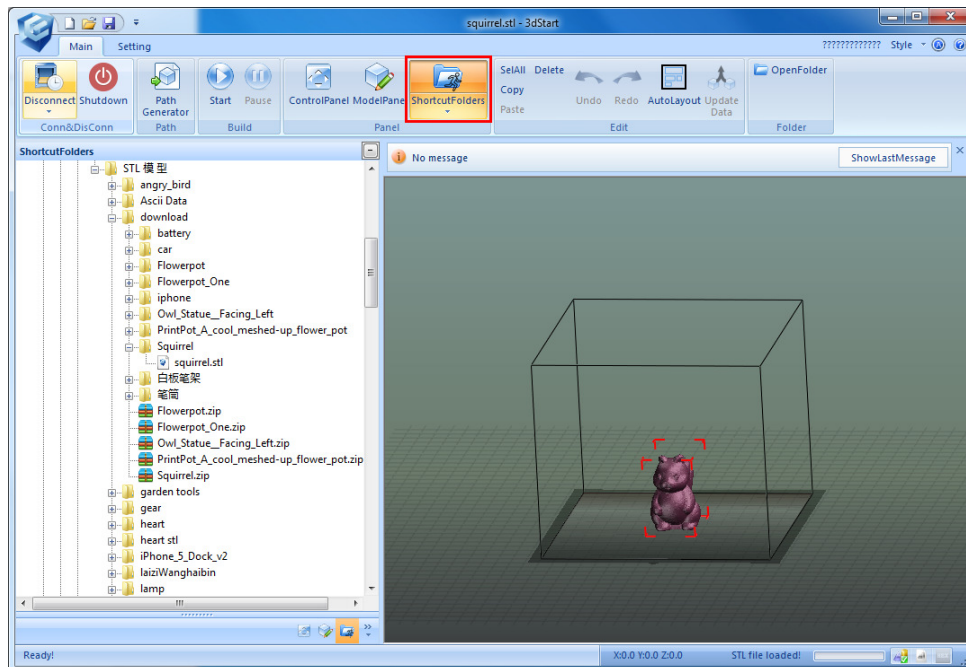 squirrel.stl - 3dStart
Main Setting
????????????? Style
Disconnect Shutdown
Conn&DisConn
Path Generator
Path
Start Pause
Build
ControlPanel ModelPane ShortcutFolders
Panel
SelAll Delete
Copy
Paste
Undo Redo AutoLayout Update Data
Edit
OpenFolder
Folder
ShortcutFolders
STL 模型
angry_bird
Ascii Data
download
battery
car
Flowerpot
Flowerpot_One
iphone
Owl_Statue__Facing_Left
PrintPot_A_cool_meshed-up_flower_pot
Squirrel
squirrel.stl
白板笔架
笔筒
Flowerpot.zip
Flowerpot_One.zip
Owl_Statue__Facing_Left.zip
PrintPot_A_cool_meshed-up_flower_pot.zip
Squirrel.zip
garden tools
gear
heart
heart stl
iPhone_5_Dock_v2
laiziWanghaibin
lamp
No message
ShowLastMessage
Ready!
X:0.0 Y:0.0 Z:0.0
STL file loaded!